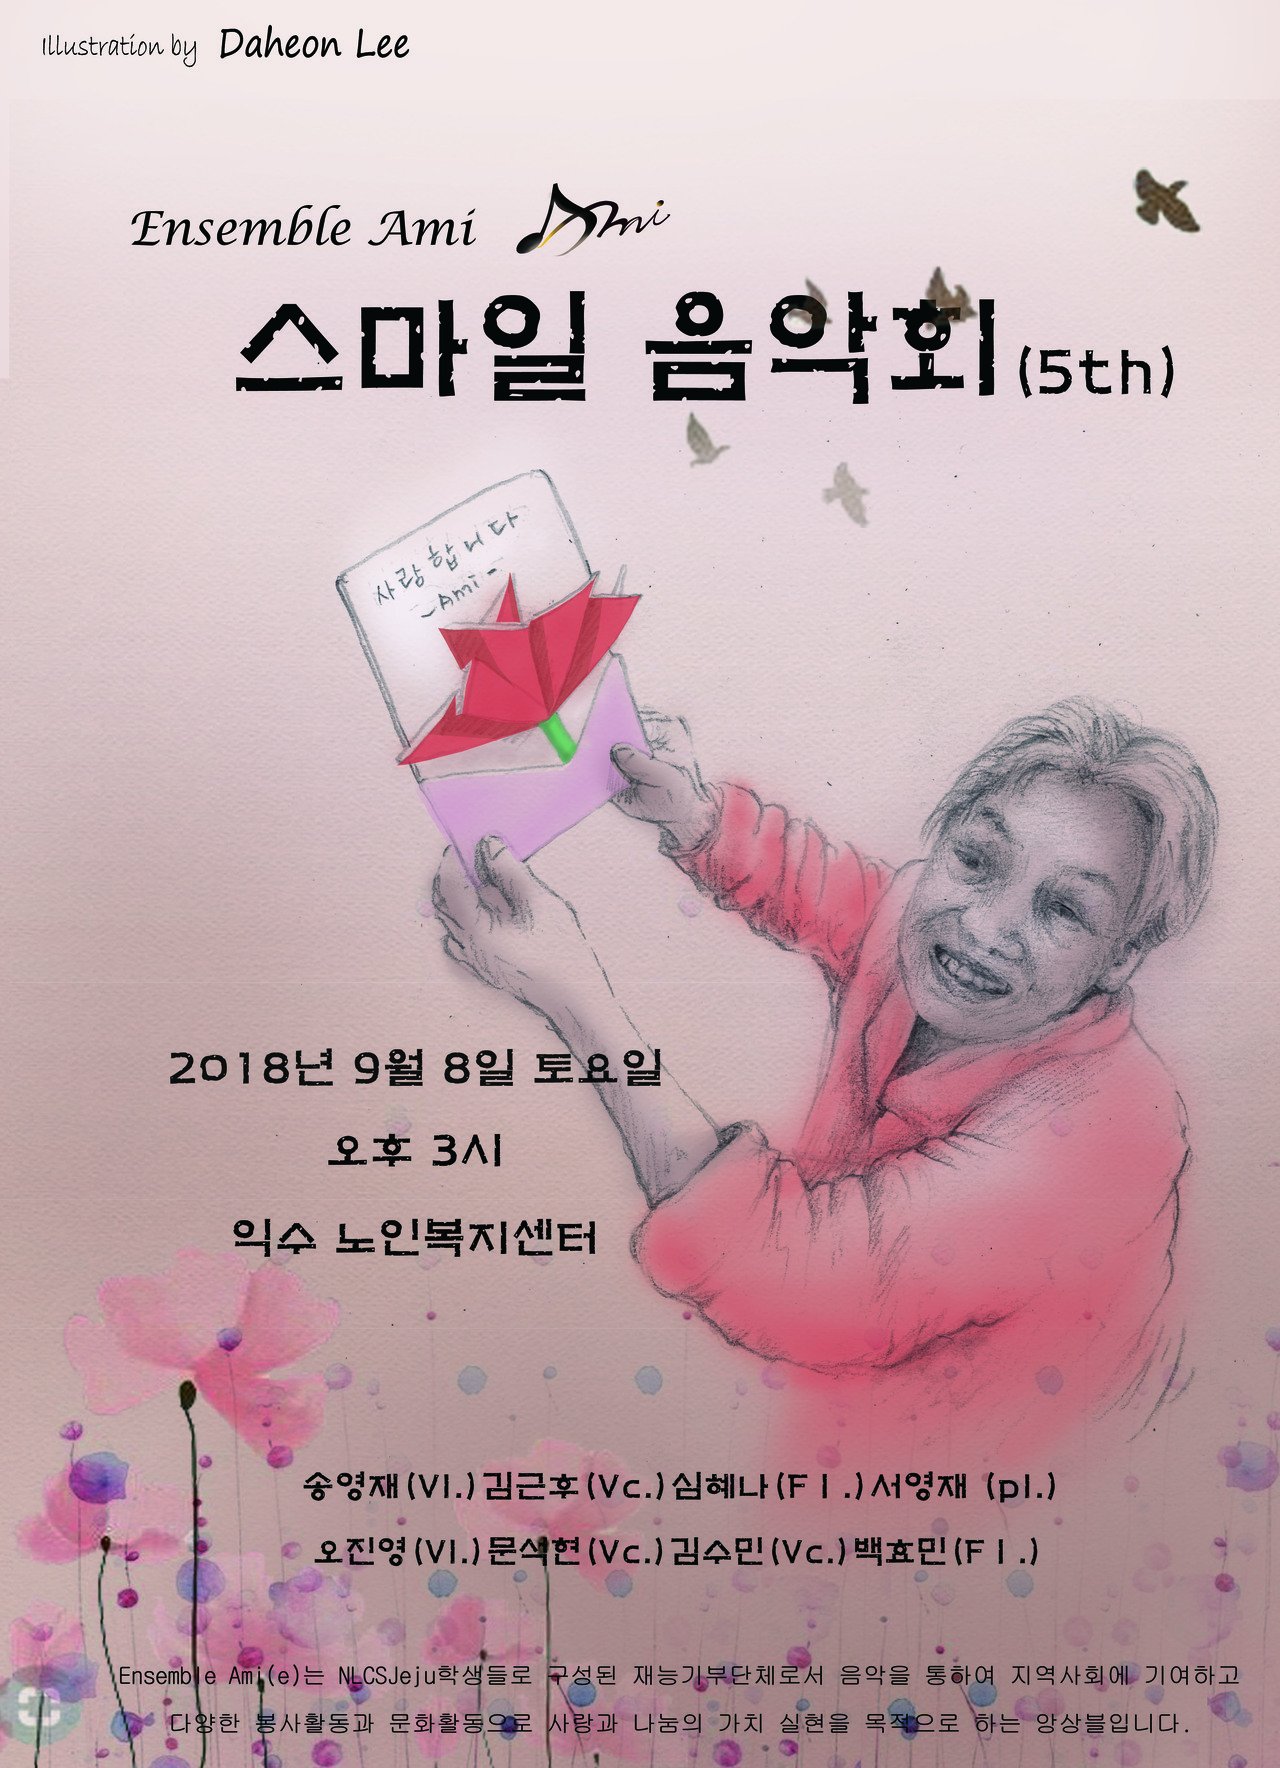 Illustration by Daheon Lee
Ensemble Ami Ami
스마일 음악회(5th)
사랑합니다
-Ami-
2018년 9월 8일 토요일
오후 3시
익수 노인복지센터
송영재(Vl.)김근후(Vc.)심혜나(Fl.)서영재 (pl.)
오진영(Vl.)문석현(Vc.)김수민(Vc.)백효민(Fl.)
Ensemble Ami(e)는 NLCSJeju학생들로 구성된 재능기부단체로서 음악을 통하여 지역사회에 기여하고
다양한 봉사활동과 문화활동으로 사랑과 나눔의 가치 실현을 목적으로 하는 앙상블입니다.